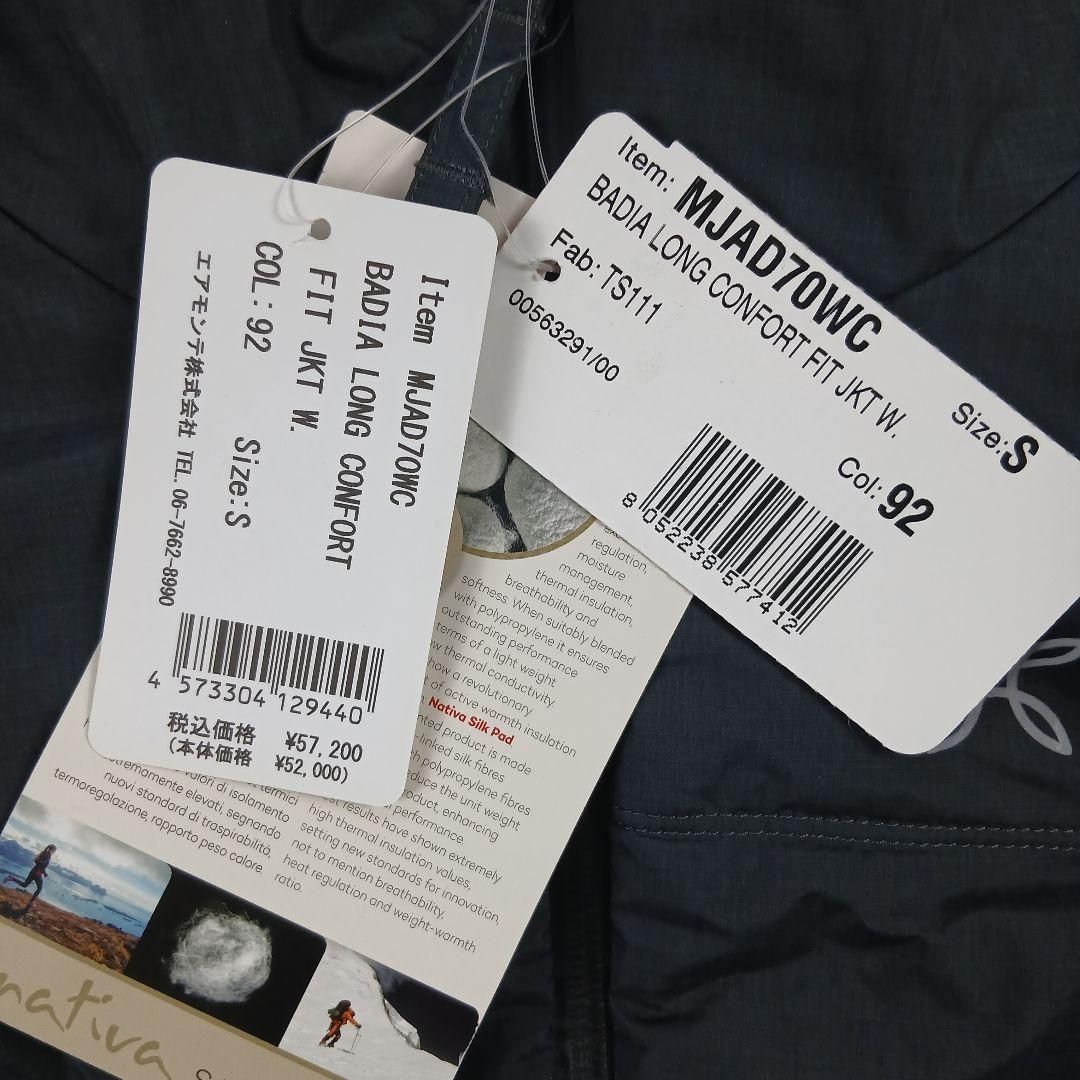 Item MJAD70WC
BADIA LONG CONFORT
FIT JKT W.
COL:92 Size:S
エアモンテ株式会社 TEL. 06-7662-8990
4 573304 129440
税込価格 ¥57,200
(本体価格 ¥52,000)
Item: MJAD70WC
BADIA LONG CONFORT FIT JKT W.
Fab: TS111
00563291/00
Size:S
Col: 92
8 052238 577412
regulation,
moisture
management,
thermal insulation,
breathability and
softness. When suitably blended
with polypropylene it ensures
outstanding performance
terms of a light weight
thermal conductivity.
how a revolutionary
of active warmth insulation
Nativa Silk Pad
product is made
silk fibres
polypropylene fibres
the unit weight
enhancing
performance.
results have shown extremely
high thermal insulation values,
setting new standards for innovation,
not to mention breathability,
heat regulation and weight-warmth
ratio.
valori di isolamento
termici
elevati, segnando
nuovi standard di traspirabilità,
termoregolazione, rapporto peso calore.
nativa